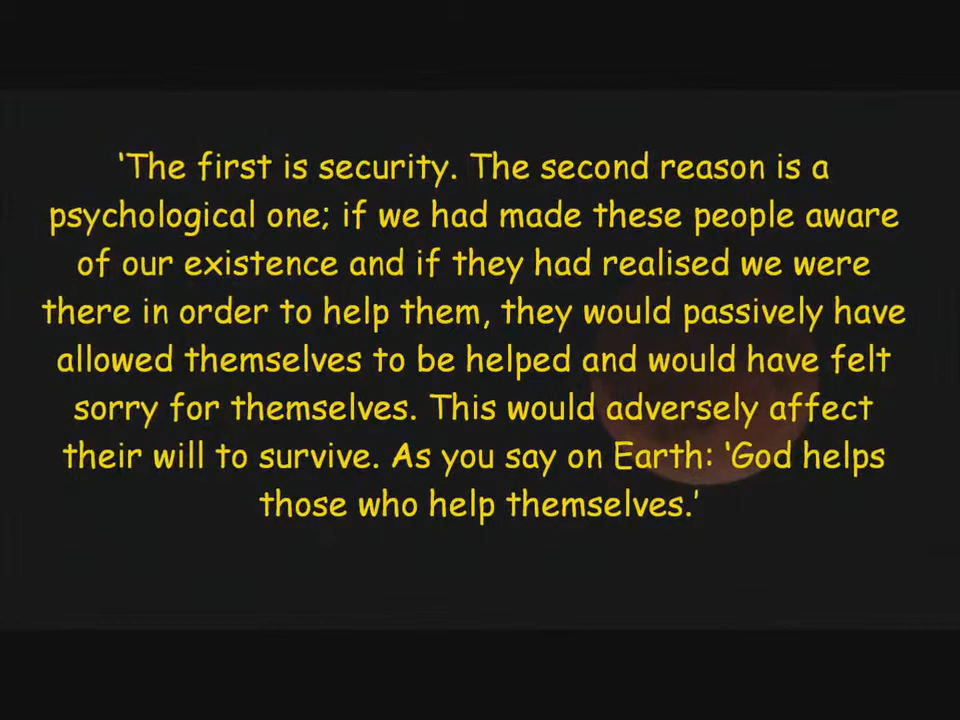 ‘The first is security. The second reason is a
psychological one; if we had made these people aware
of our existence and if they had realised we were
there in order to help them, they would passively have
allowed themselves to be helped and would have felt
sorry for themselves. This would adversely affect
their will to survive. As you say on Earth: ‘God helps
those who help themselves.’